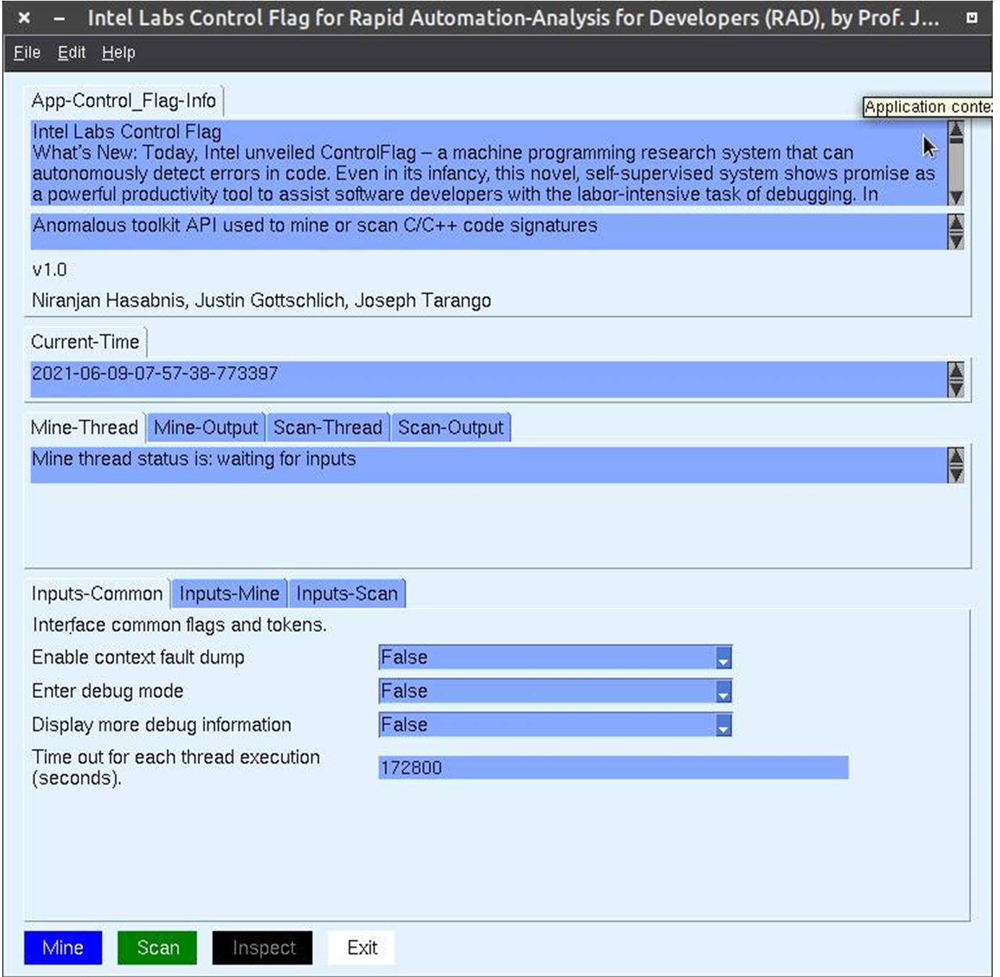 Intel Labs Control Flag for Rapid Automation-Analysis for Developers (RAD), by Prof. J...
File Edit Help
App-Control_Flag-Info
Application conte
Intel Labs Control Flag
What's New: Today, Intel unveiled ControlFlag – a machine programming research system that can
autonomously detect errors in code. Even in its infancy, this novel, self-supervised system shows promise as
a powerful productivity tool to assist software developers with the labor-intensive task of debugging. In
Anomalous toolkit API used to mine or scan C/C++ code signatures
v1.0
Niranjan Hasabnis, Justin Gottschlich, Joseph Tarango
Current-Time
2021-06-09-07-57-38-773397
Mine-Thread Mine-Output Scan-Thread Scan-Output
Mine thread status is: waiting for inputs
Inputs-Common Inputs-Mine Inputs-Scan
Interface common flags and tokens.
Enable context fault dump False
Enter debug mode False
Display more debug information False
Time out for each thread execution
(seconds). 172800
Mine Scan Inspect Exit